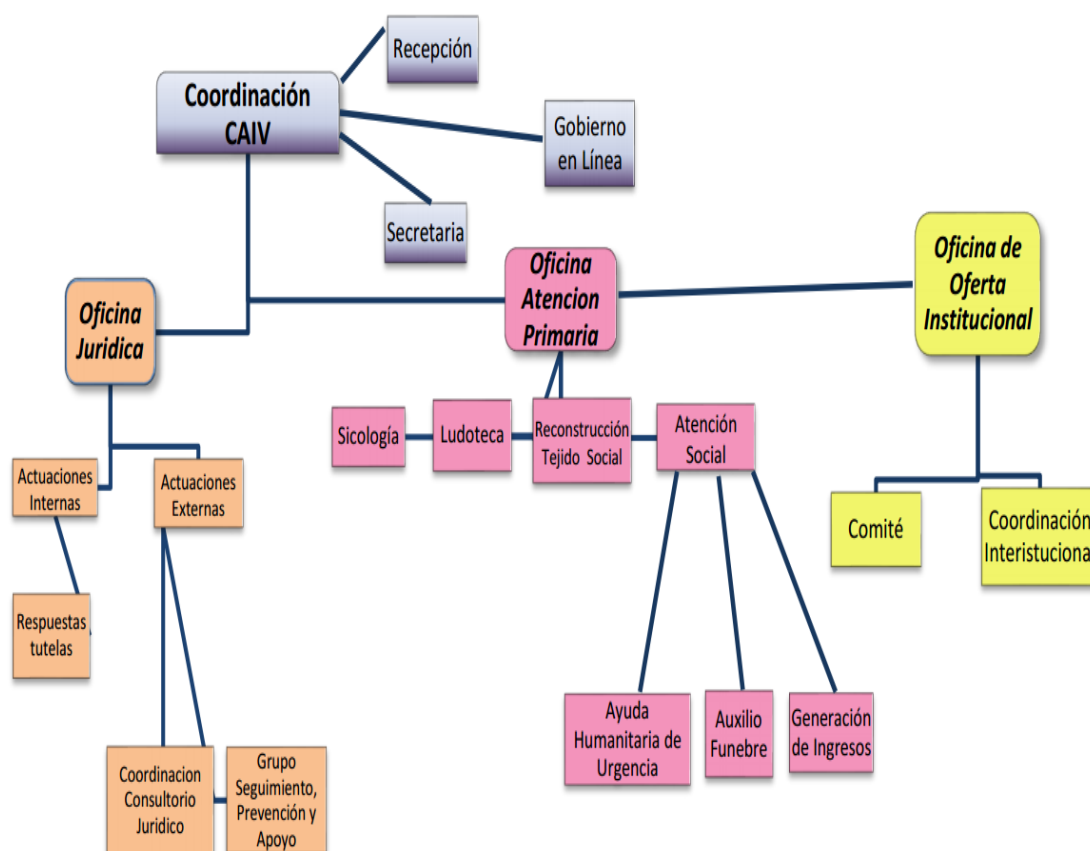 Recepción
Coordinación
CAIV
Gobierno
en Línea
Secretaria
Oficina
Atencion
Primaria
Oficina de
Oferta
Institucional
Oficina
Juridica
Sicología
Ludoteca
Reconstrucción
Tejido Social
Atención
Social
Actuaciones
Internas
Actuaciones
Externas
Comité
Coordinación
Interistuciona
Respuestas
tutelas
Ayuda
Humanitaria de
Urgencia
Auxilio
Funebre
Generación
de Ingresos
Coordinacion
Consultorio
Juridico
Grupo
Seguimiento,
Prevención y
Apoyo